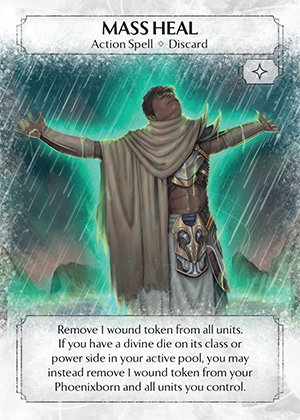 MASS HEAL
Action Spell ⬦ Discard
Remove 1 wound token from all units.
If you have a divine die on its class or
power side in your active pool, you may
instead remove 1 wound token from your
Phoenixborn and all units you control.